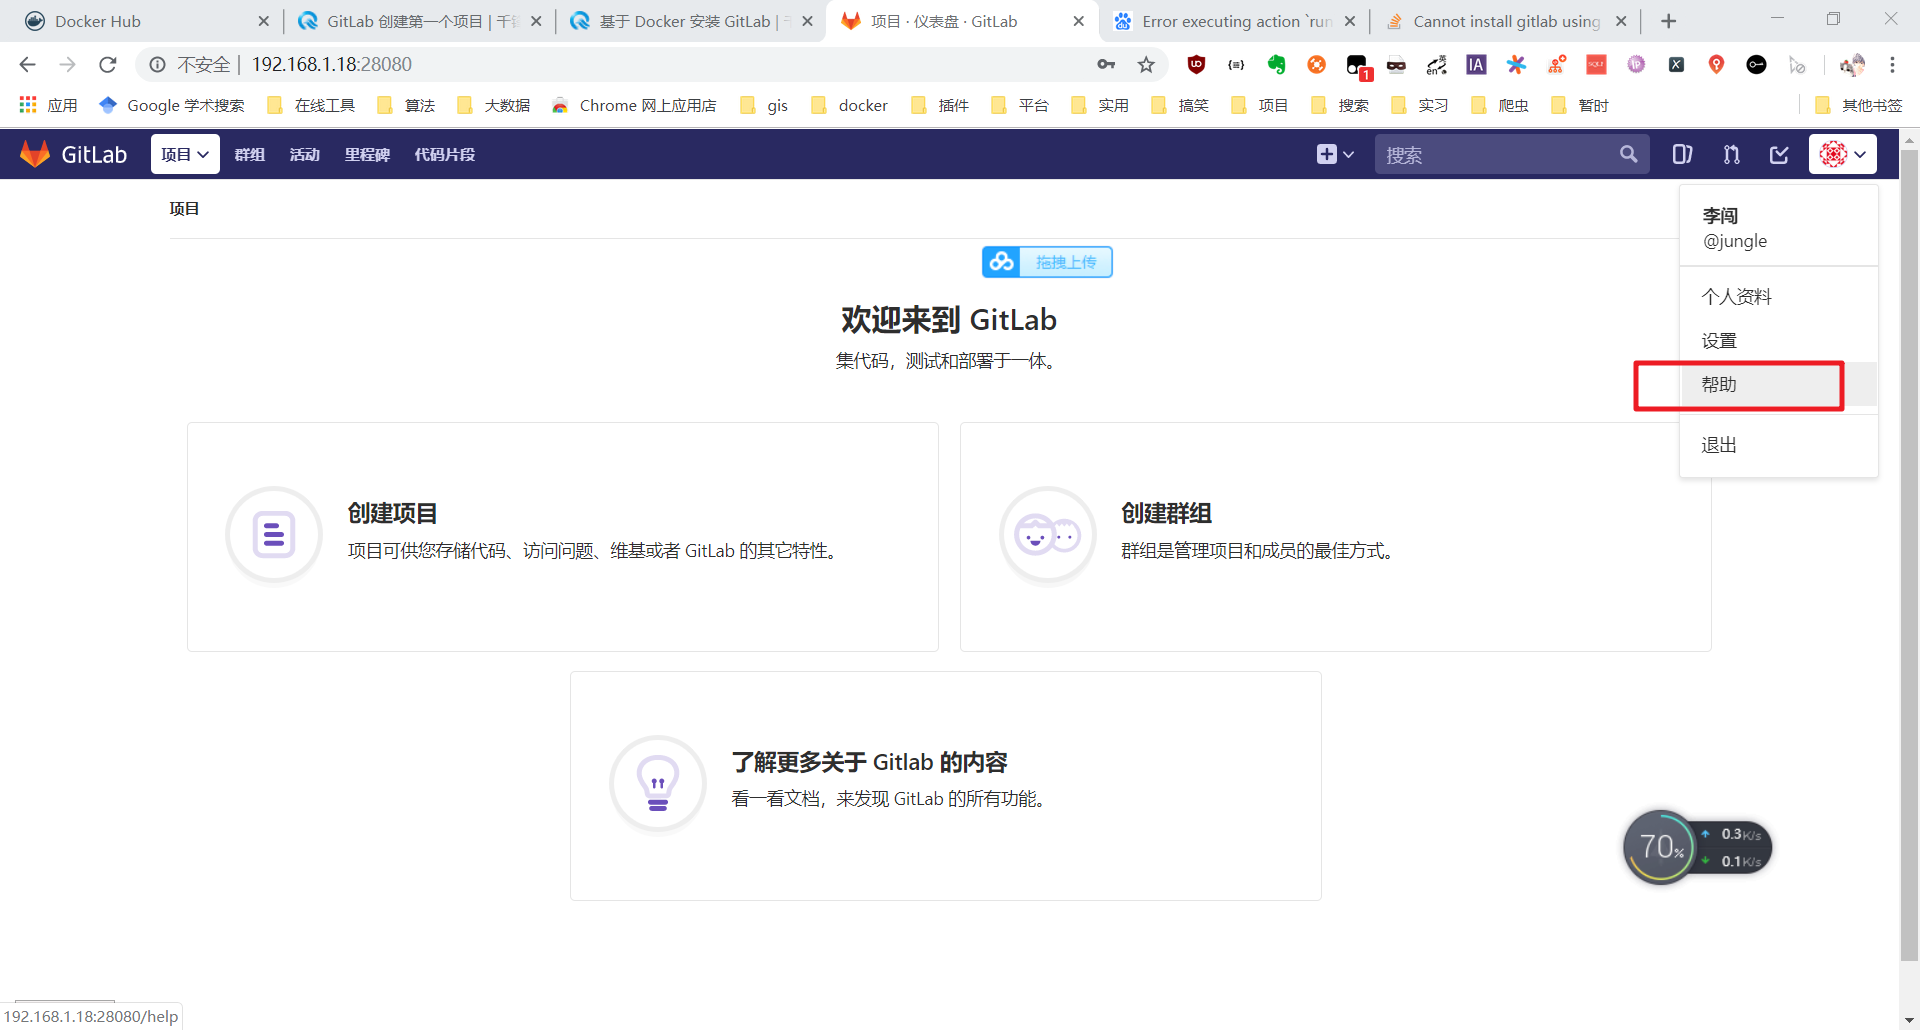 Docker Hub
GitLab 创建第一个项目 | 千锋
基于 Docker 安装 GitLab | 千
项目 · 仪表盘 · GitLab
Error executing action `run
Cannot install gitlab using
不安全 | 192.168.1.18:28080
应用
Google 学术搜索
在线工具
算法
大数据
Chrome 网上应用店
gis
docker
插件
平台
实用
搞笑
项目
搜索
实习
爬虫
暂时
其他书签
GitLab
项目
群组
活动
里程碑
代码片段
搜索
项目
李闯
@jungle
个人资料
设置
帮助
退出
拖拽上传
欢迎来到 GitLab
集代码，测试和部署于一体。
创建项目
项目可供您存储代码、访问问题、维基或者 GitLab 的其它特性。
创建群组
群组是管理项目和成员的最佳方式。
了解更多关于 Gitlab 的内容
看一看文档，来发现 GitLab 的所有功能。
70%
0.3K/s
0.1K/s
192.168.1.18:28080/help